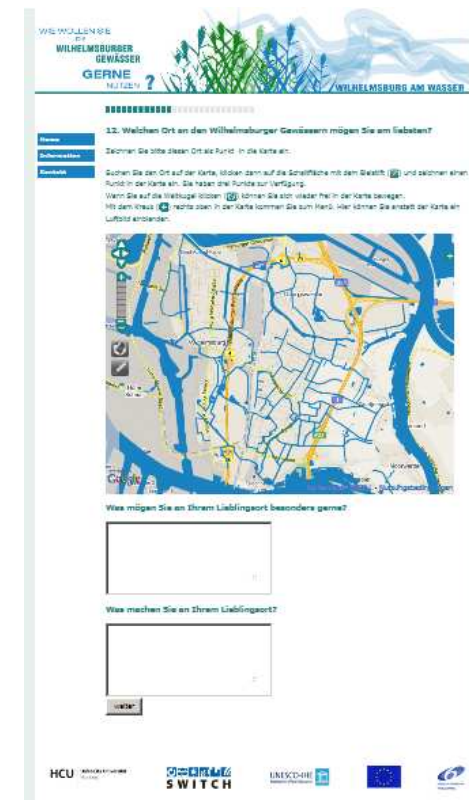 WIE WOLLEN SIE
DIE
WILHELMSBURGER
GEWÄSSER
GERNE
NUTZEN ?
WILHELMSBURG AM WASSER
Home
Information
Kontakt
12. Welchen Ort an den Wilhelmsburger Gewässern mögen Sie am liebsten?
Zeichnen Sie bitte diesen Ort als Punkt in die Karte ein.
Suchen Sie den Ort auf der Karte, klicken dann auf die Schaltfläche mit dem Bleistift ( ) und zeichnen einen
Punkt in der Karte ein. Sie haben drei Punkte zur Verfügung.
Wenn Sie auf die Weltkugel klicken ( ) können Sie sich wieder frei in der Karte bewegen.
Mit dem Kreuz ( ) rechts oben in der Karte kommen Sie zum Menü. Hier können Sie anstatt der Karte ein
Luftbild einblenden.
Google
Was mögen Sie an Ihrem Lieblingsort besonders gerne?
Was machen Sie an Ihrem Lieblingsort?
weiter
HCU
SWITCH
UNESCO-IHE